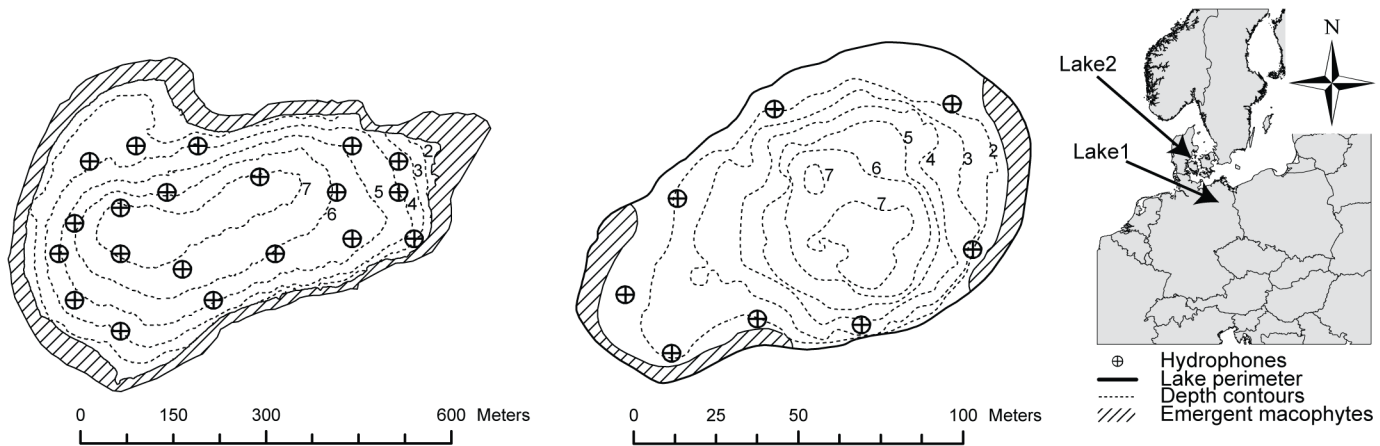 2
3
4
5
6
7
0 150 300 600 Meters
2
3
4
5
6
7
7
0 25 50 100 Meters
N
Lake2
Lake1
Hydrophones
Lake perimeter
Depth contours
Emergent macophytes